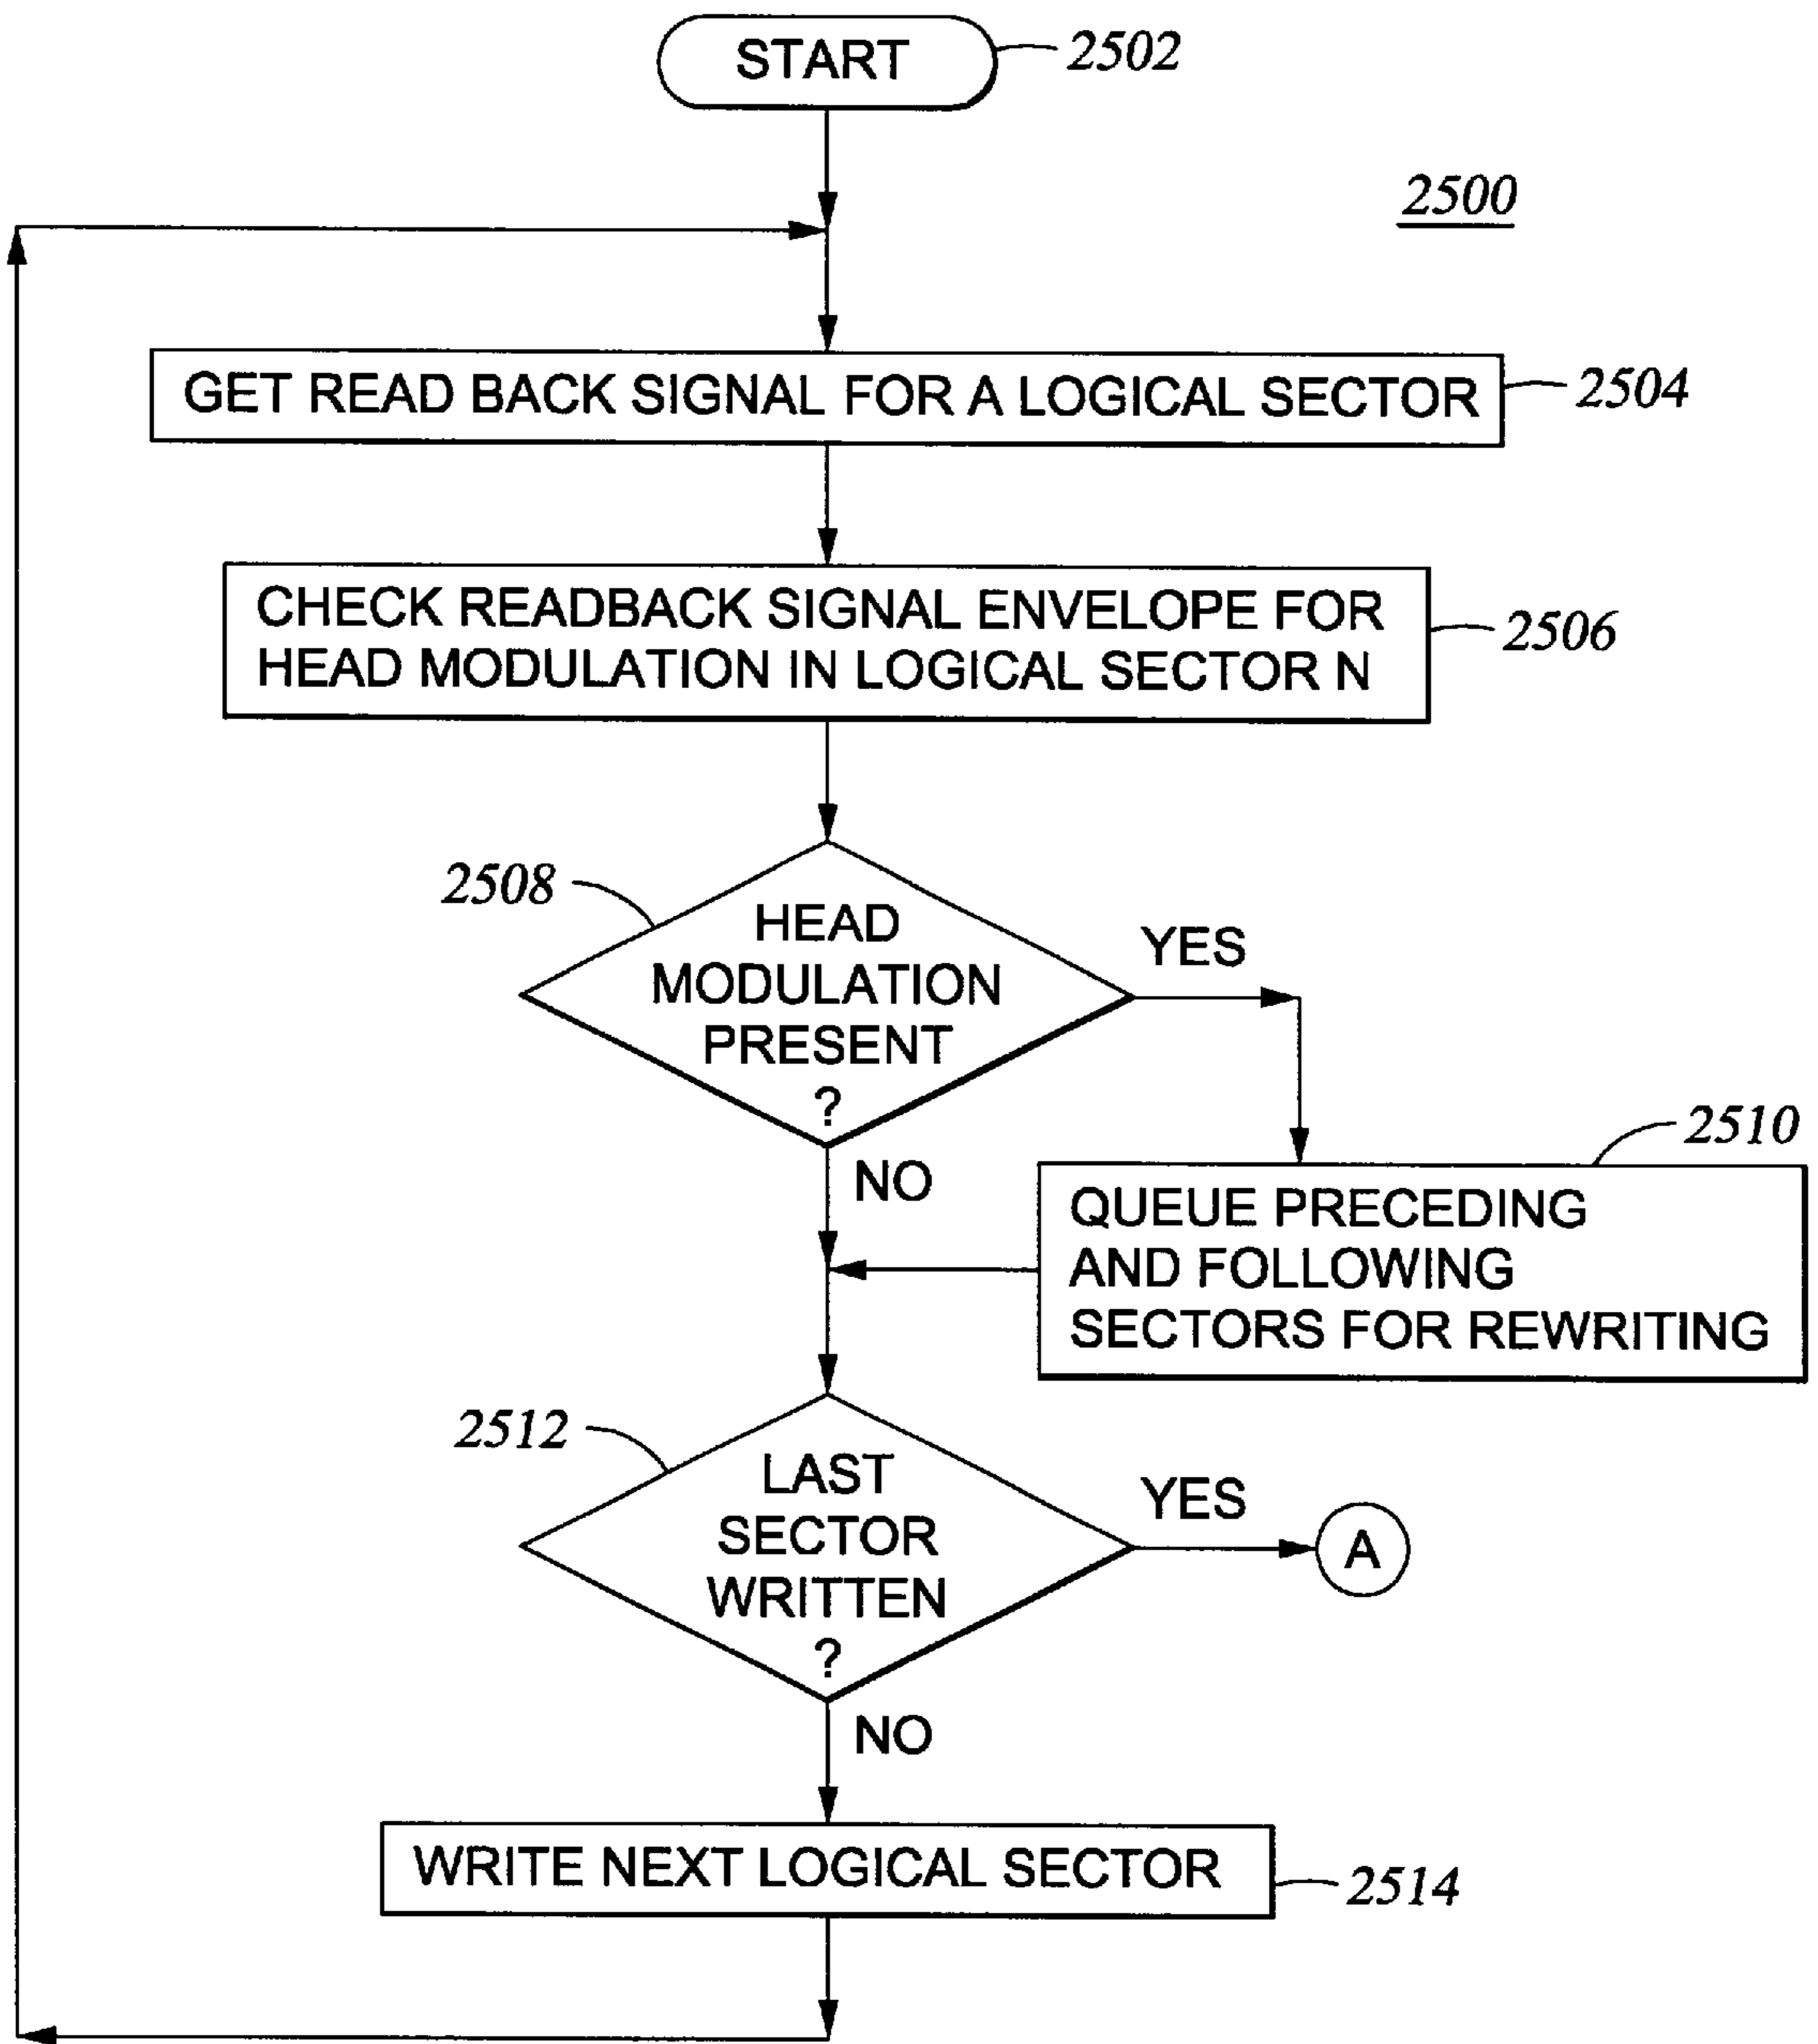 START
2502
2500
GET READ BACK SIGNAL FOR A LOGICAL SECTOR
2504
CHECK READBACK SIGNAL ENVELOPE FOR
HEAD MODULATION IN LOGICAL SECTOR N
2506
2508
HEAD
MODULATION
PRESENT
?
YES
NO
2510
QUEUE PRECEDING
AND FOLLOWING
SECTORS FOR REWRITING
2512
LAST
SECTOR
WRITTEN
?
YES
A
NO
WRITE NEXT LOGICAL SECTOR
2514